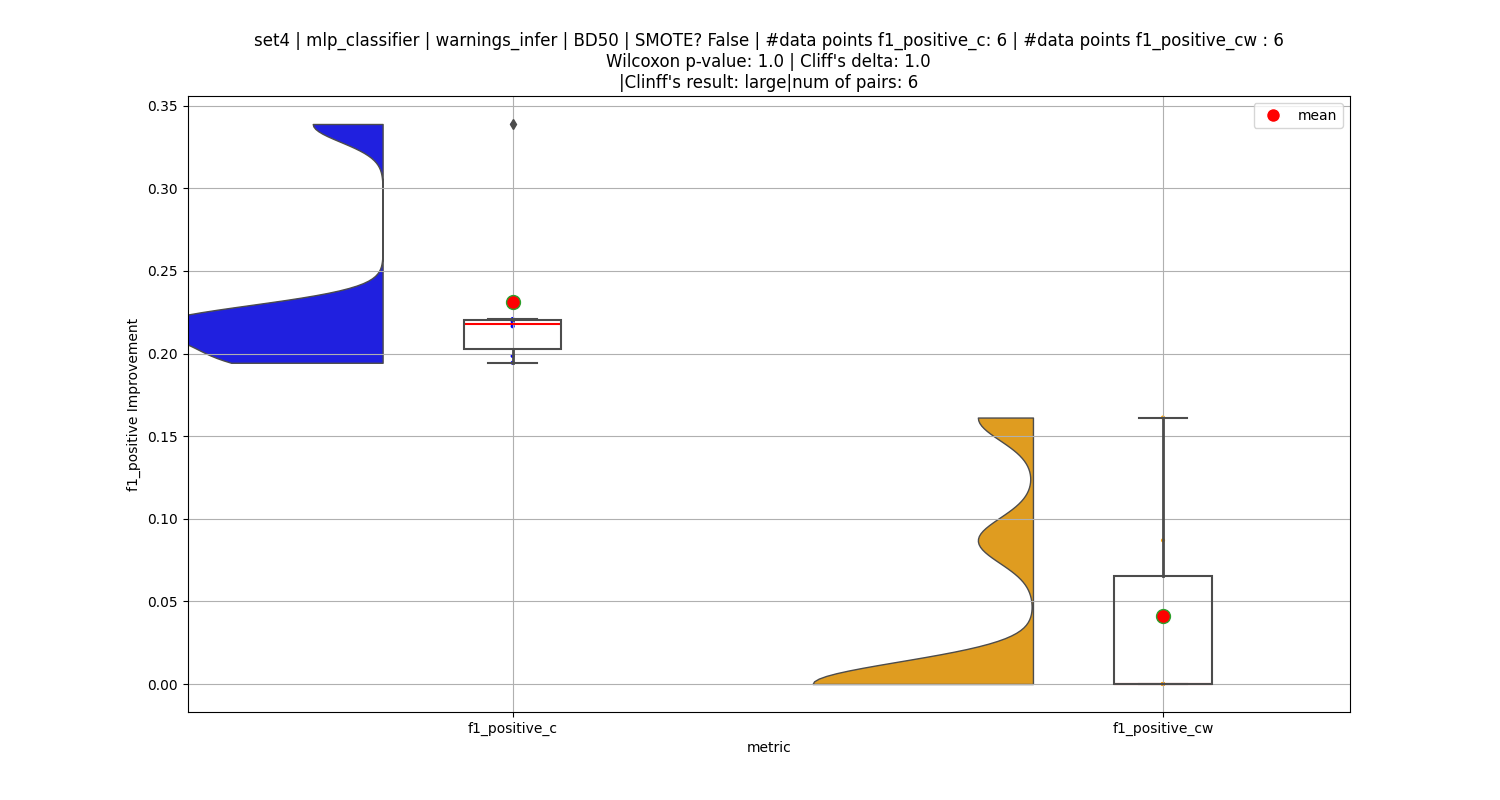 set4 | mlp_classifier | warnings_infer | BD50 | SMOTE? False | #data points f1_positive_c: 6 | #data points f1_positive_cw : 6
Wilcoxon p-value: 1.0 | Cliff's delta: 1.0
|Clinff's result: large|num of pairs: 6
mean
0.35
0.30
0.25
0.20
0.15
0.10
0.05
0.00
f1_positive Improvement
f1_positive_c
f1_positive_cw
metric